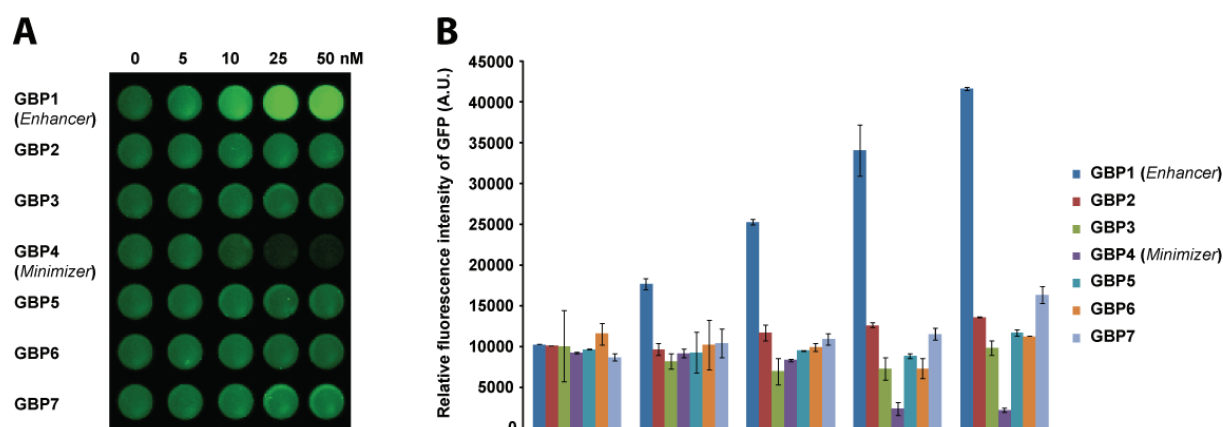 A
0 5 10 25 50 nM
GBP1
(Enhancer)
GBP2
GBP3
GBP4
(Minimizer)
GBP5
GBP6
GBP7
B
Relative fluorescence intensity of GFP (A.U.)
45000
40000
35000
30000
25000
20000
15000
10000
5000
0
GBP1 (Enhancer)
GBP2
GBP3
GBP4 (Minimizer)
GBP5
GBP6
GBP7